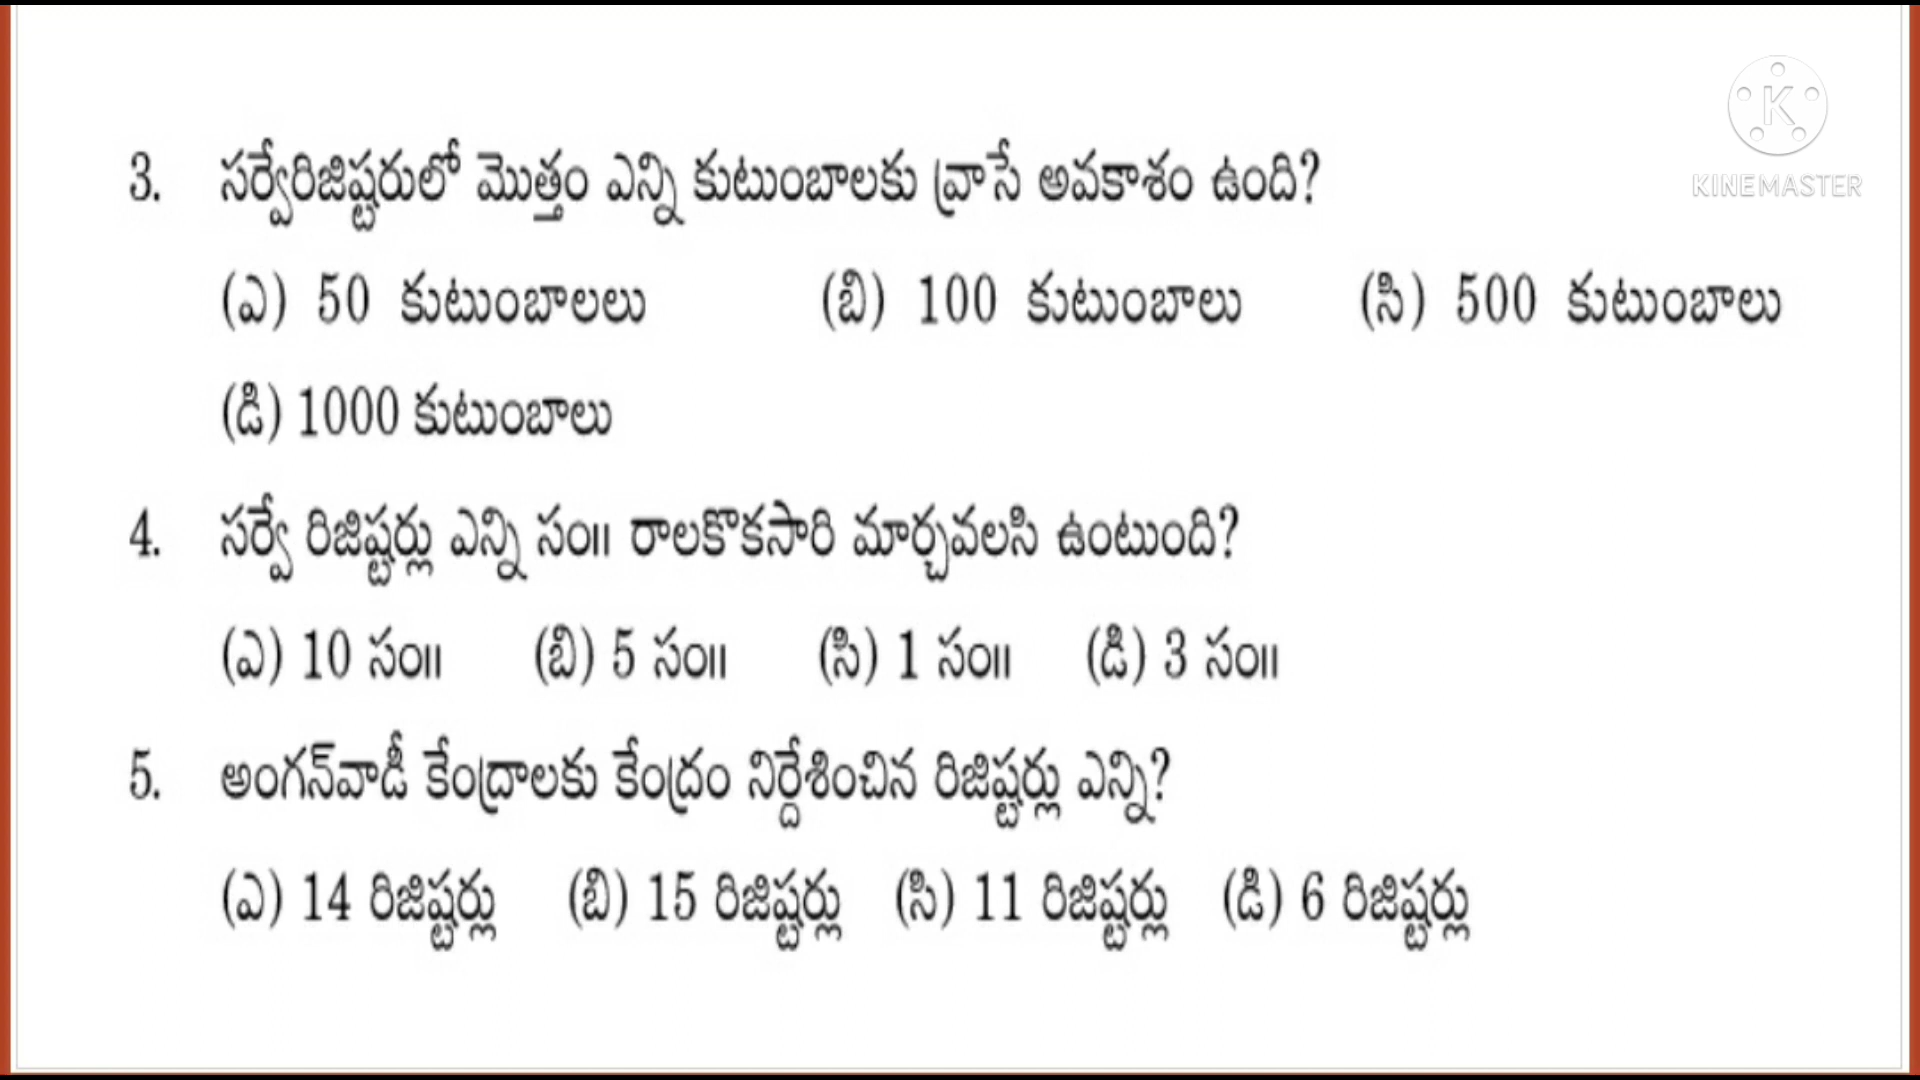 KINEMASTER
3. సర్వేరిజిష్టరులో మొత్తం ఎన్ని కుటుంబాలకు వ్రాసే అవకాశం ఉంది?
(ఎ) 50 కుటుంబాలలు (బి) 100 కుటుంబాలు (సి) 500 కుటుంబాలు
(డి) 1000 కుటుంబాలు
4. సర్వే రిజిష్టర్లు ఎన్ని సం॥ రాలకొకసారి మార్చవలసి ఉంటుంది?
(ఎ) 10 సం॥ (బి) 5 సం॥ (సి) 1 సం॥ (డి) 3 సం॥
5. అంగన్‌వాడీ కేంద్రాలకు కేంద్రం నిర్దేశించిన రిజిష్టర్లు ఎన్ని?
(ఎ) 14 రిజిష్టర్లు (బి) 15 రిజిష్టర్లు (సి) 11 రిజిష్టర్లు (డి) 6 రిజిష్టర్లు